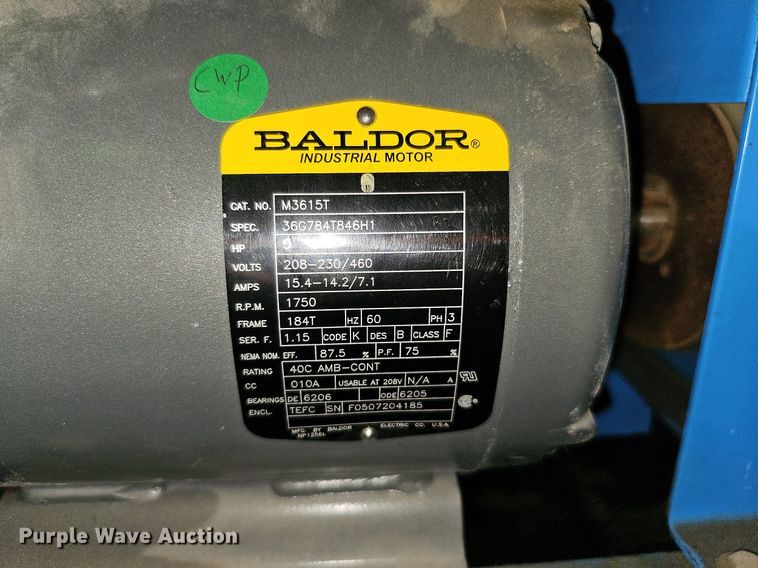 CWP
BALDOR®
INDUSTRIAL MOTOR
CAT. NO. M3615T
SPEC. 36G784T846H1
HP 5
VOLTS 208-230/460
AMPS 15.4-14.2/7.1
R.P.M. 1750
FRAME 184T HZ 60 PH 3
SER. F. 1.15 CODE K DES B CLASS F
NEMA NOM. EFF. 87.5 % P.F. 75 %
RATING 40C AMB-CONT
CC 010A USABLE AT 208V N/A A
BEARINGS DE 6206 ODE 6205
ENCL. TEFC SN F0507204185
MFG. BY BALDOR ELECTRIC CO. U.S.A.
NP1256L
Purple Wave Auction